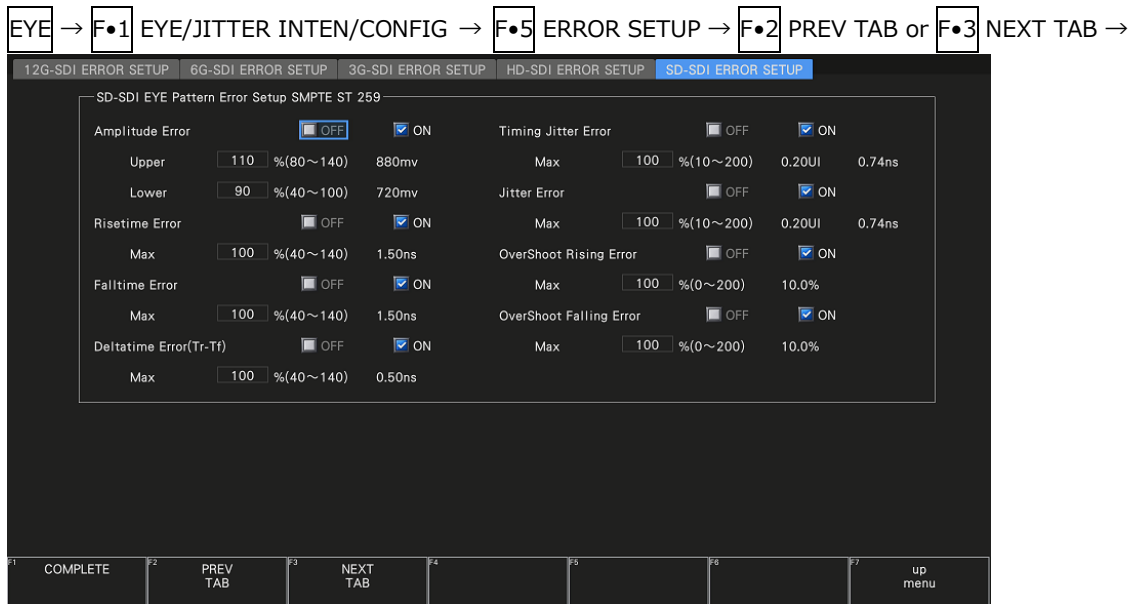 EYE → F•1 EYE/JITTER INTEN/CONFIG → F•5 ERROR SETUP → F•2 PREV TAB or F•3 NEXT TAB →
12G-SDI ERROR SETUP 6G-SDI ERROR SETUP 3G-SDI ERROR SETUP HD-SDI ERROR SETUP SD-SDI ERROR SETUP
SD-SDI EYE Pattern Error Setup SMPTE ST 259
Amplitude Error OFF ON Timing Jitter Error OFF ON
Upper 110 %(80~140) 880mv Max 100 %(10~200) 0.20UI 0.74ns
Lower 90 %(40~100) 720mv Jitter Error OFF ON
Risetime Error OFF ON Max 100 %(10~200) 0.20UI 0.74ns
Max 100 %(40~140) 1.50ns OverShoot Rising Error OFF ON
Falltime Error OFF ON Max 100 %(0~200) 10.0%
Max 100 %(40~140) 1.50ns OverShoot Falling Error OFF ON
Deltatime Error(Tr-Tf) OFF ON Max 100 %(0~200) 10.0%
Max 100 %(40~140) 0.50ns
F1 COMPLETE F2 PREV TAB F3 NEXT TAB F4 F5 F6 F7 up menu